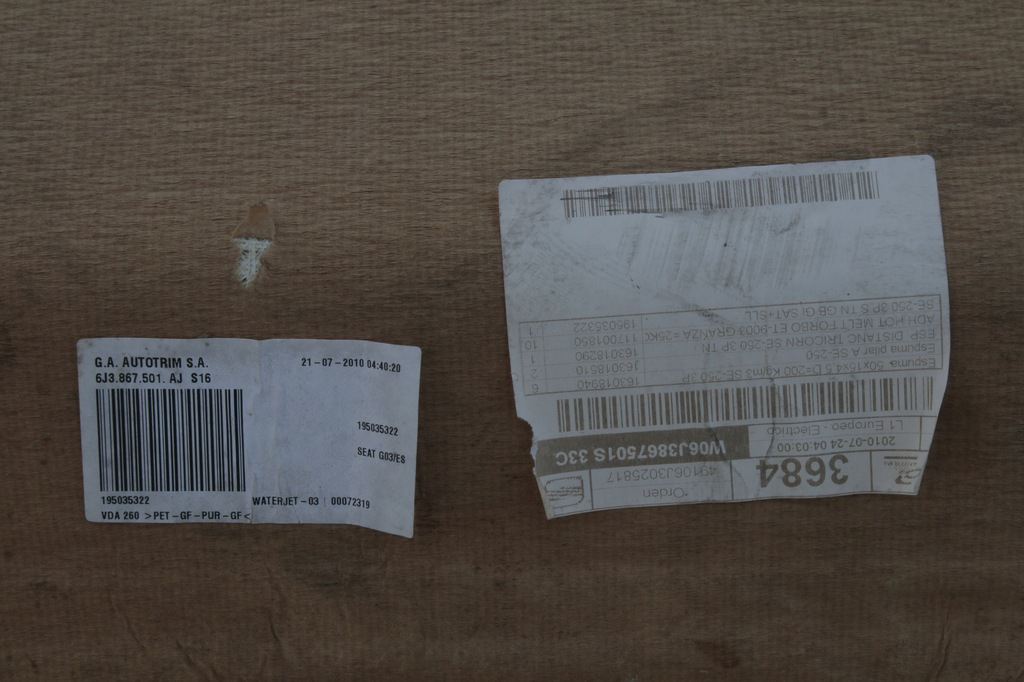 G.A. AUTOTRIM S.A.
6J3.867.501. AJ S16
21-07-2010 04:40:20
195035322
SEAT G03/ES
195035322
WATERJET-03 00072319
VDA 260 >PET-GF-PUR-GF<
3684
"Orden
49106J3025817
2010-07-24 04:03:00
L1 Europeo - Eléctrico
W06J3867501S 33C
6 163018940 Espuma 50x15x4.5 D=200 Kg/m3 SE-250 3P
2 163018510 Espuma pilar A SE-250
1 163018290 EEP DISTANC TRICORN SE-250 3P TN
10 117001850 ADH.HOT MELT FORBO ET-9003 GRANZA =25KG
1 195035322 SE-250 3P S TN GB GI SAT+SLL